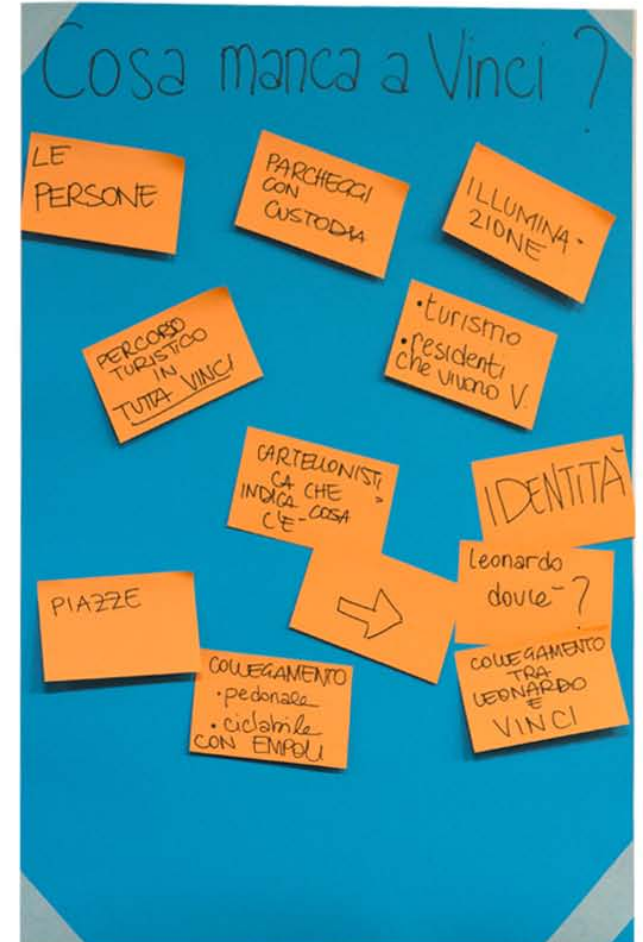 Cosa manca a Vinci ?
LE
PERSONE
PARCHEGGI
CON
CUSTODIA
ILLUMINA-
ZIONE
PERCORSO
TURISTICO
IN
TUTTA VINCI
• turismo
• residenti
che vivono V.
CARTELLONISTI
CA CHE
INDICA COSA
C'E'
IDENTITÀ
Leonardo
dov'e' ?
PIAZZE
COLLEGAMENTO
• pedonale
• ciclabile
CON EMPOLI
COLLEGAMENTO
TRA
LEONARDO
E
VINCI